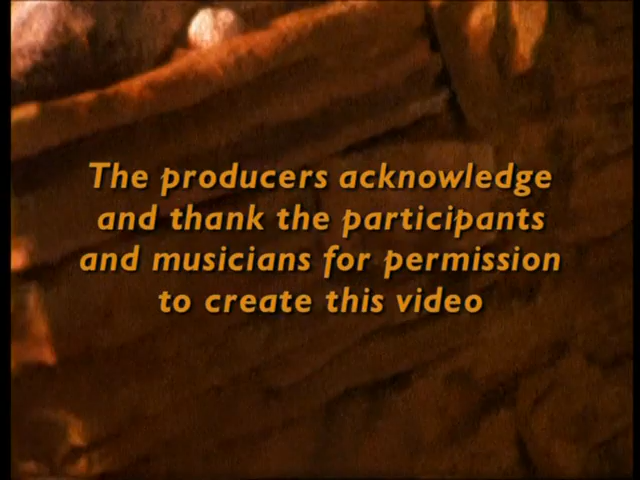 The producers acknowledge
and thank the participants
and musicians for permission
to create this video